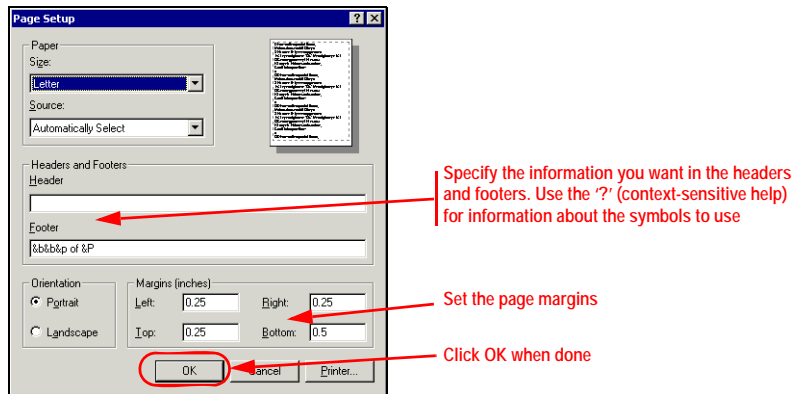 Page Setup
Paper
Size:
Letter
Source:
Automatically Select
Headers and Footers
Header
Footer
&b&b&p of &P
Orientation
Portrait
Landscape
Margins (inches)
Left: 0.25 Right: 0.25
Top: 0.25 Bottom: 0.5
OK Cancel Printer...
Specify the information you want in the headers
and footers. Use the '?' (context-sensitive help)
for information about the symbols to use
Set the page margins
Click OK when done